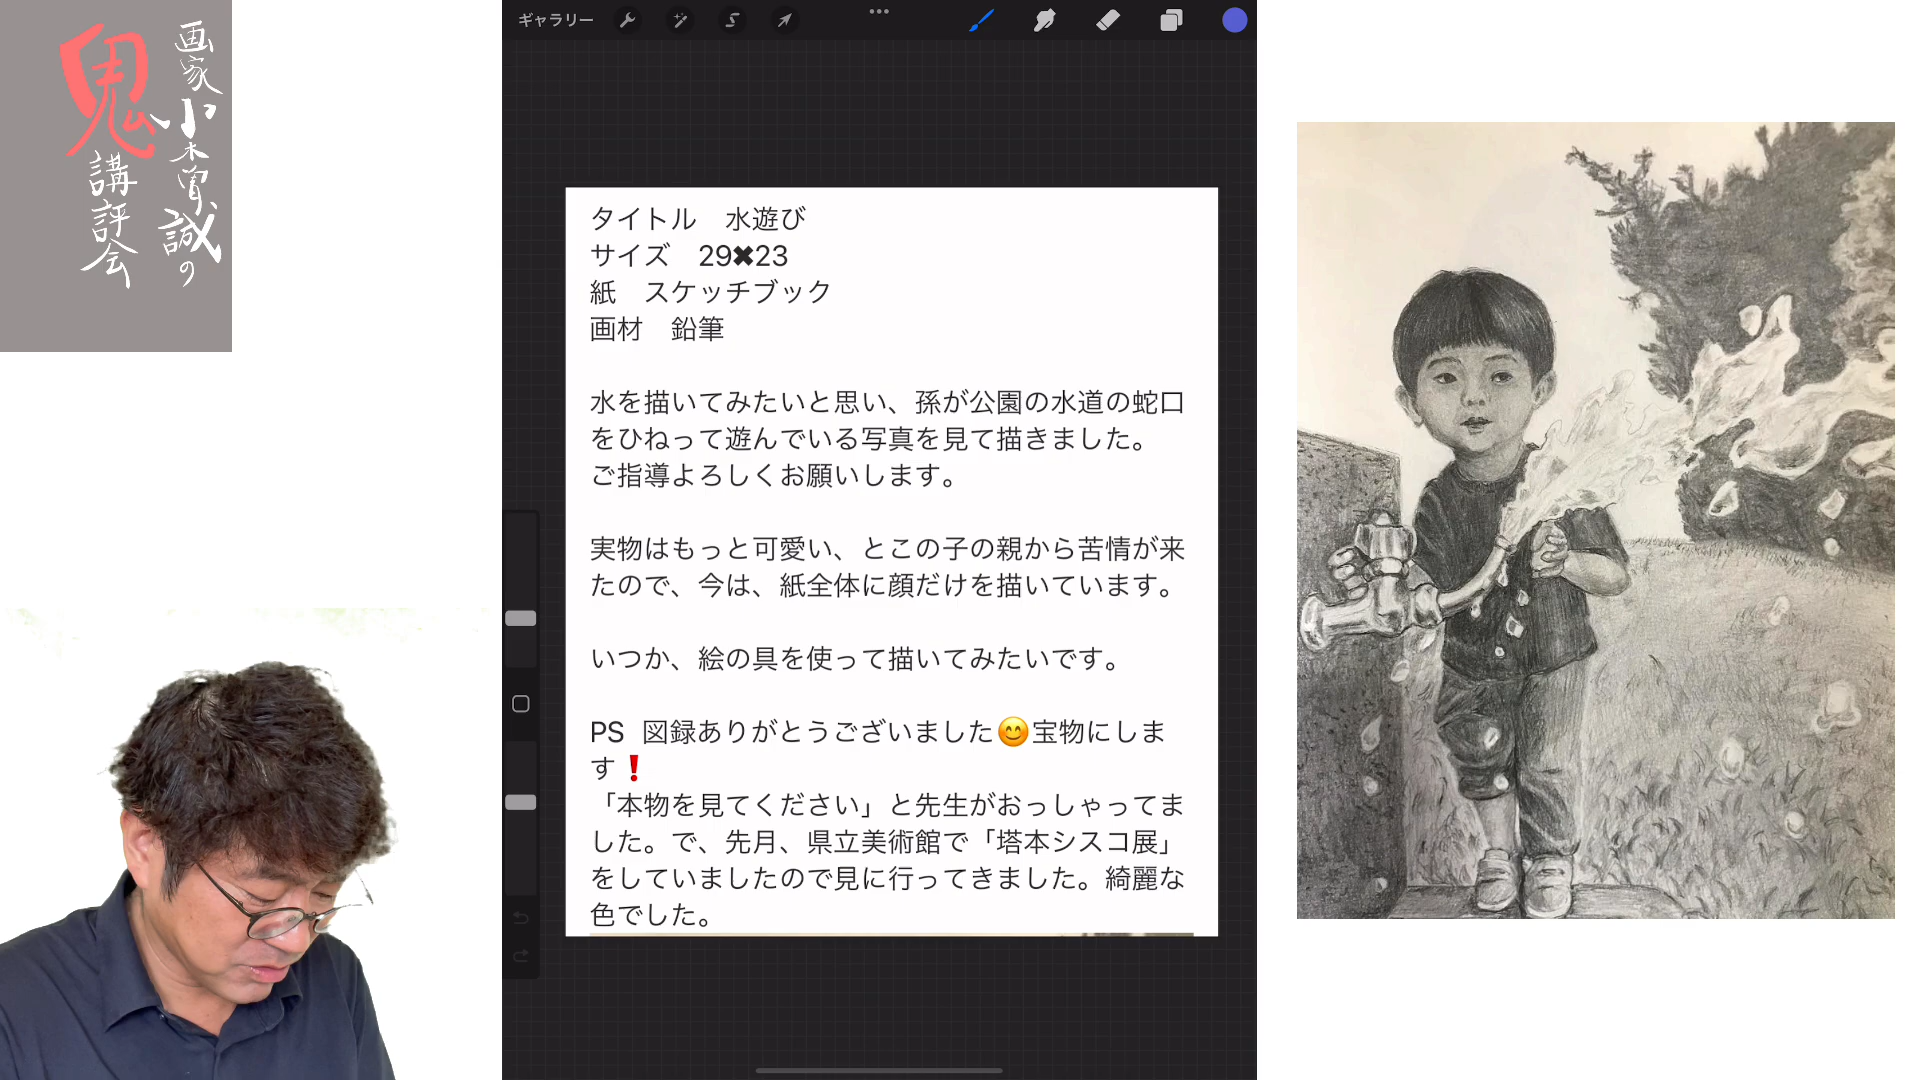 画家小木曽誠の
鬼
講評会
ギャラリー
タイトル　水遊び
サイズ　29✖23
紙　スケッチブック
画材　鉛筆
水を描いてみたいと思い、孫が公園の水道の蛇口
をひねって遊んでいる写真を見て描きました。
ご指導よろしくお願いします。
実物はもっと可愛い、とこの子の親から苦情が来
たので、今は、紙全体に顔だけを描いています。
いつか、絵の具を使って描いてみたいです。
PS　図録ありがとうございました😊宝物にしま
す❗
「本物を見てください」と先生がおっしゃってま
した。で、先月、県立美術館で「塔本シスコ展」
をしていましたので見に行ってきました。綺麗な
色でした。